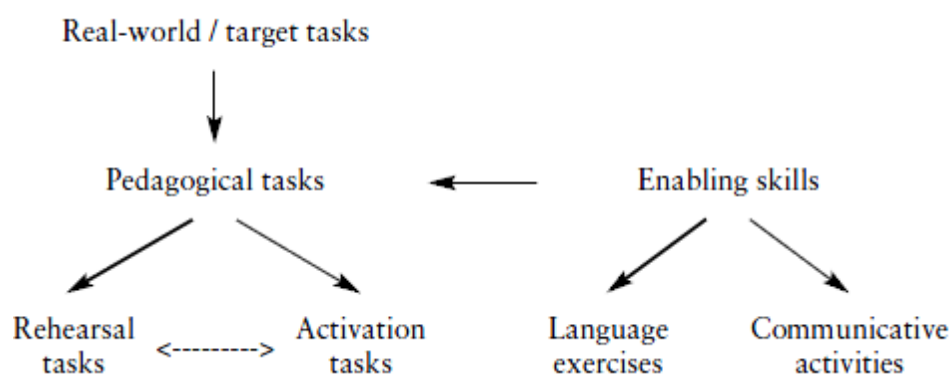 Real-world / target tasks
Pedagogical tasks
Enabling skills
Rehearsal
tasks
<--------->
Activation
tasks
Language
exercises
Communicative
activities